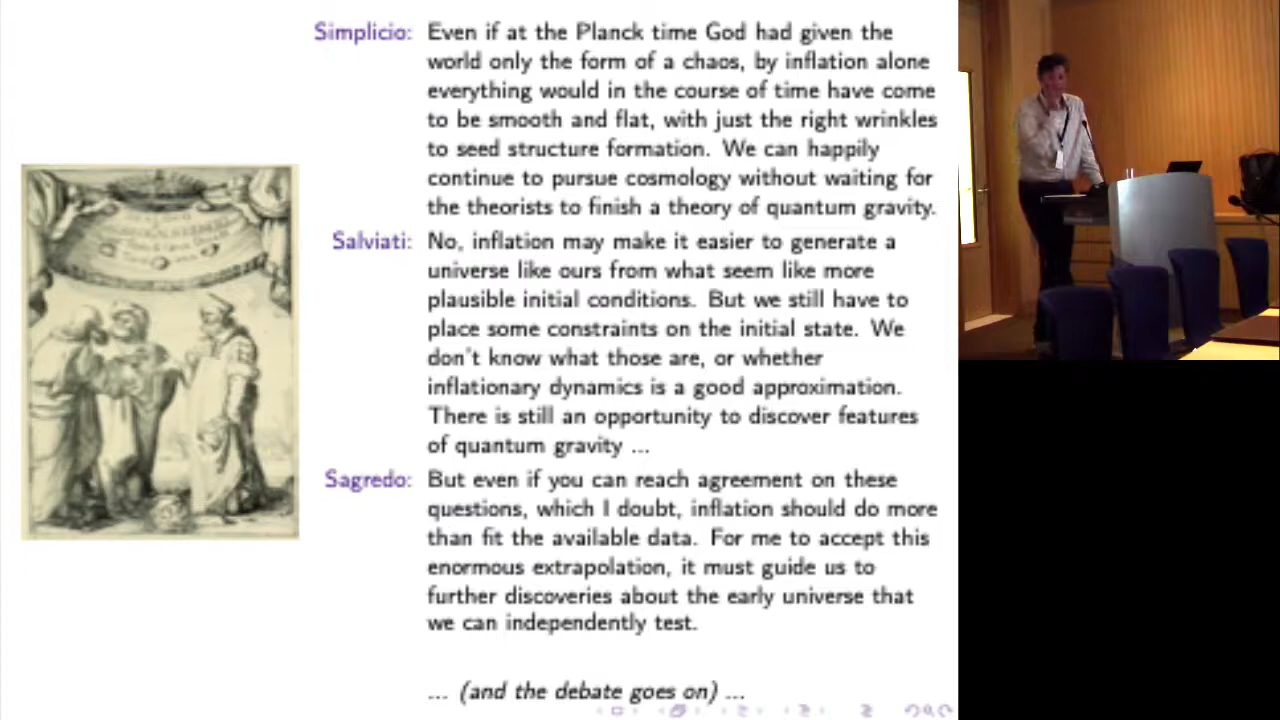 Simplicio: Even if at the Planck time God had given the
world only the form of a chaos, by inflation alone
everything would in the course of time have come
to be smooth and flat, with just the right wrinkles
to seed structure formation. We can happily
continue to pursue cosmology without waiting for
the theorists to finish a theory of quantum gravity.
Salviati: No, inflation may make it easier to generate a
universe like ours from what seem like more
plausible initial conditions. But we still have to
place some constraints on the initial state. We
don't know what those are, or whether
inflationary dynamics is a good approximation.
There is still an opportunity to discover features
of quantum gravity ...
Sagredo: But even if you can reach agreement on these
questions, which I doubt, inflation should do more
than fit the available data. For me to accept this
enormous extrapolation, it must guide us to
further discoveries about the early universe that
we can independently test.
... (and the debate goes on) ...